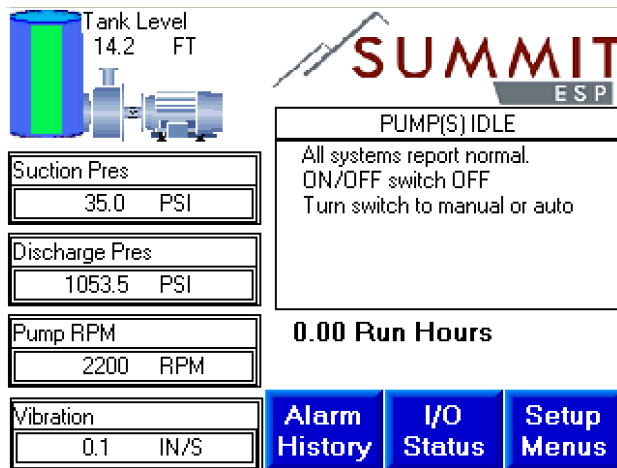 Tank Level
14.2 FT
SUMMIT
ESP
PUMP(S) IDLE
All systems report normal.
ON/OFF switch OFF
Turn switch to manual or auto
Suction Pres
35.0 PSI
Discharge Pres
1053.5 PSI
Pump RPM
2200 RPM
Vibration
0.1 IN/S
0.00 Run Hours
Alarm
History
I/O
Status
Setup
Menus